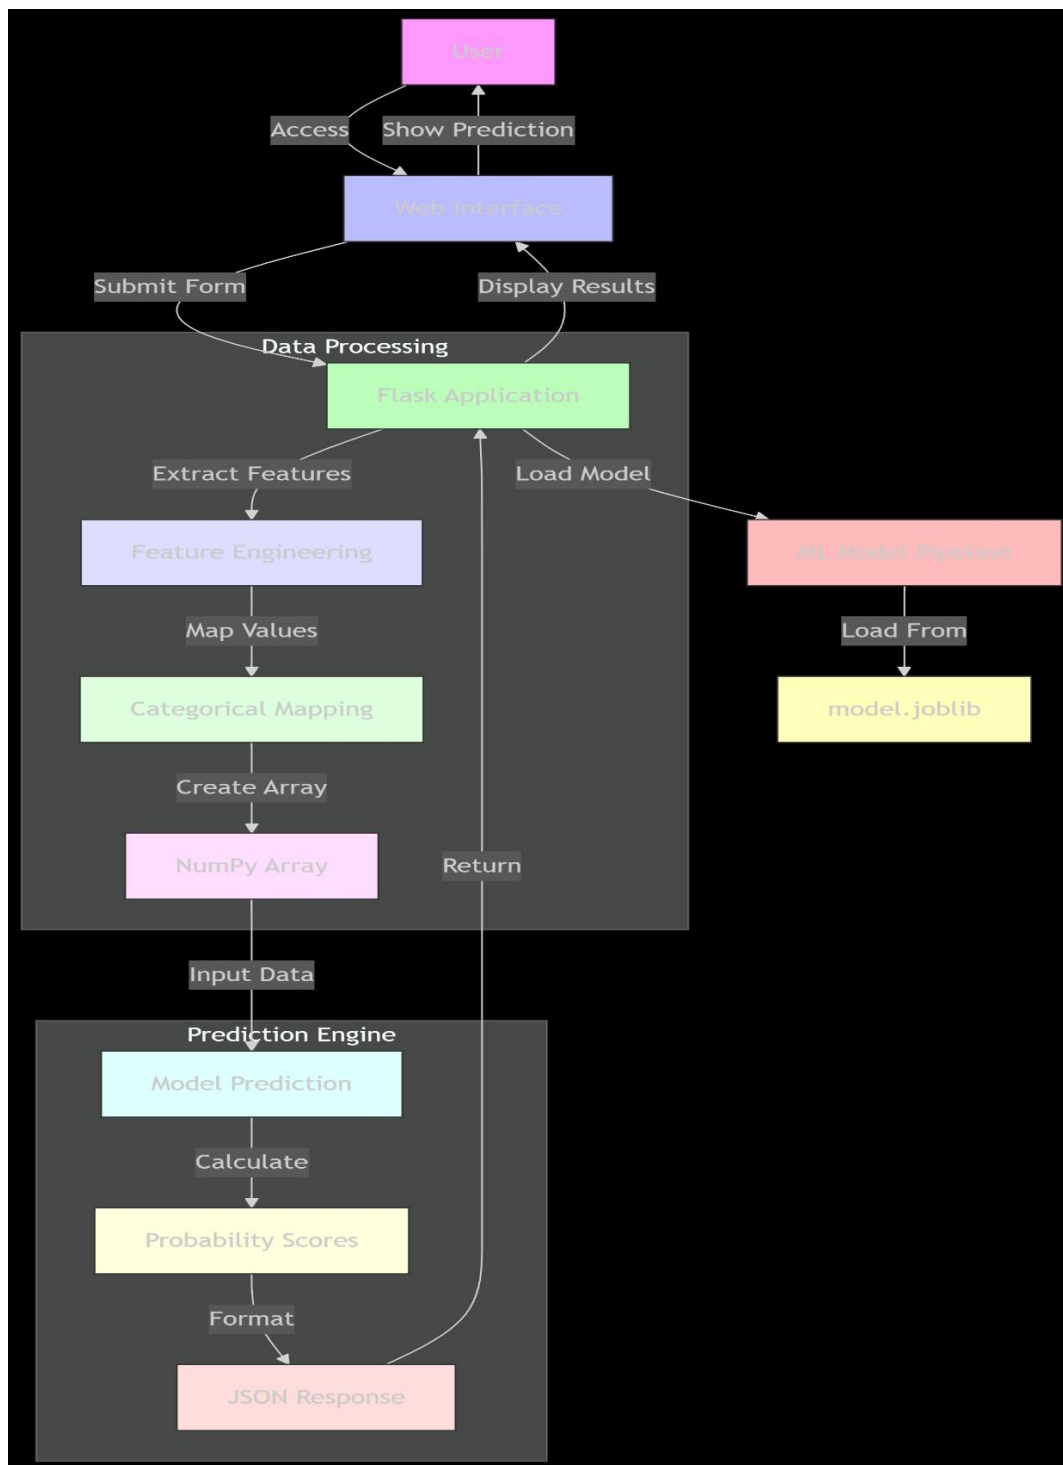 User
Access
Show Prediction
Web Interface
Submit Form
Display Results
Data Processing
Flask Application
Extract Features
Load Model
Feature Engineering
ML Model Pipeline
Map Values
Load From
Categorical Mapping
model.joblib
Create Array
NumPy Array
Return
Input Data
Prediction Engine
Model Prediction
Calculate
Probability Scores
Format
JSON Response